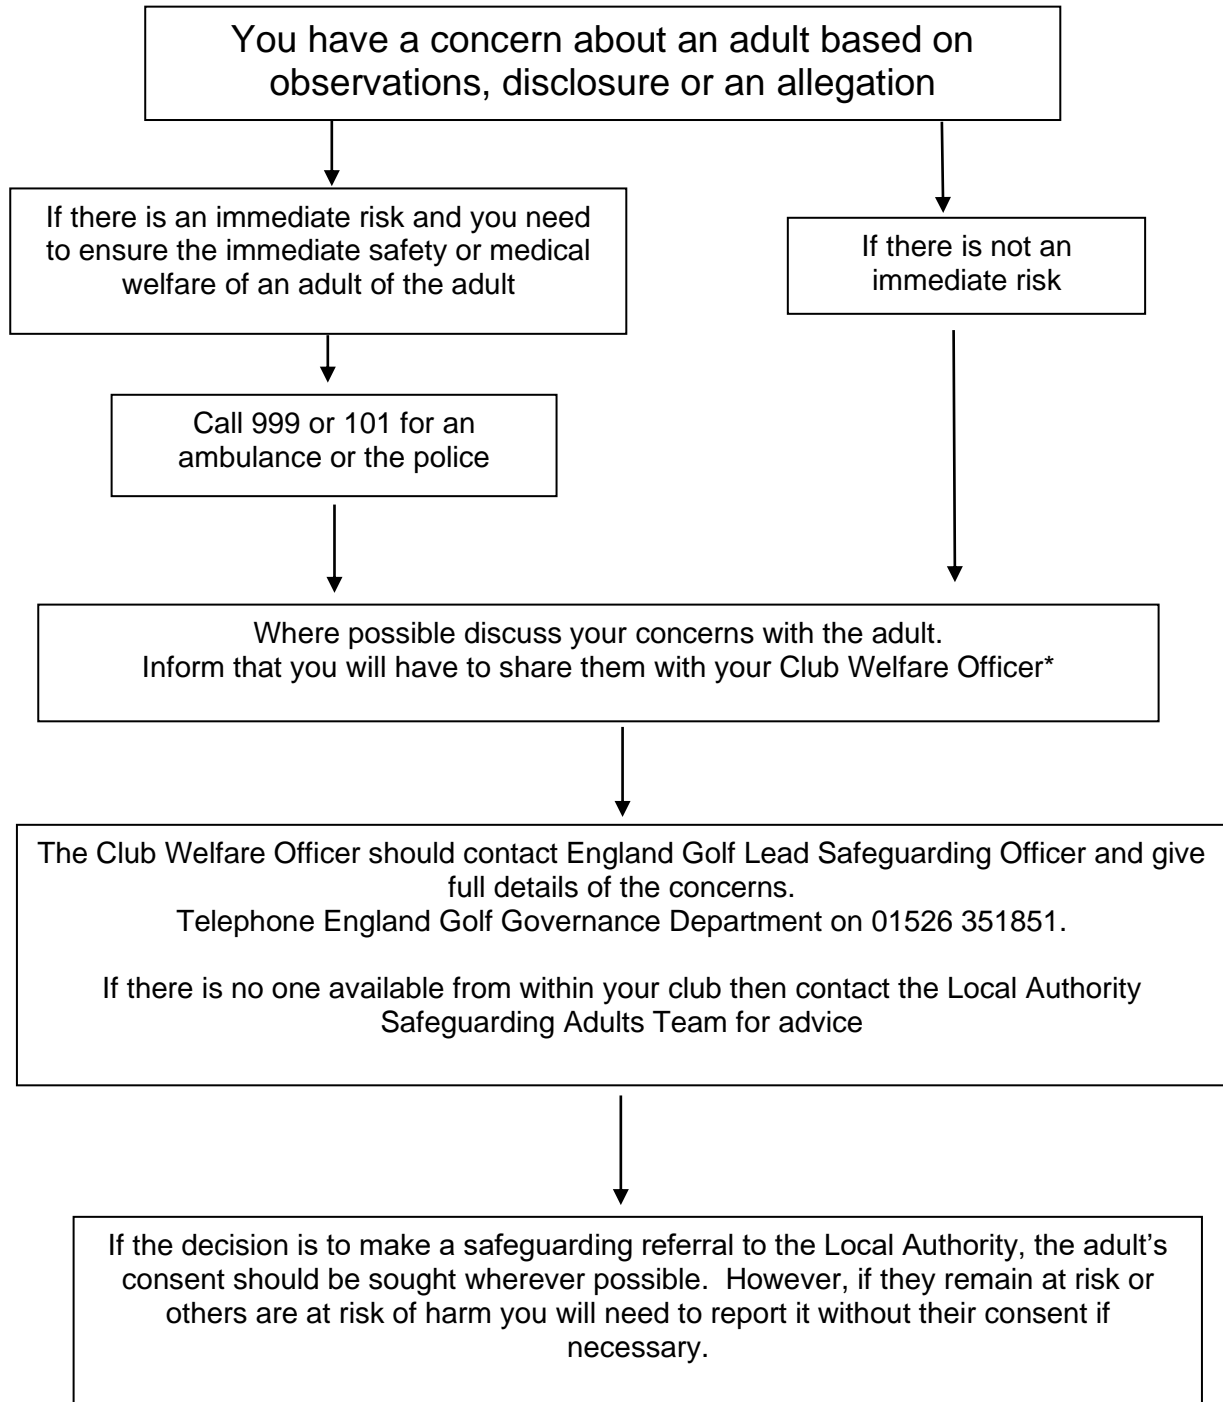 You have a concern about an adult based on
observations, disclosure or an allegation
If there is an immediate risk and you need
to ensure the immediate safety or medical
welfare of an adult of the adult
If there is not an
immediate risk
Call 999 or 101 for an
ambulance or the police
Where possible discuss your concerns with the adult.
Inform that you will have to share them with your Club Welfare Officer*
The Club Welfare Officer should contact England Golf Lead Safeguarding Officer and give
full details of the concerns.
Telephone England Golf Governance Department on 01526 351851.
If there is no one available from within your club then contact the Local Authority
Safeguarding Adults Team for advice
If the decision is to make a safeguarding referral to the Local Authority, the adult’s
consent should be sought wherever possible.  However, if they remain at risk or
others are at risk of harm you will need to report it without their consent if
necessary.